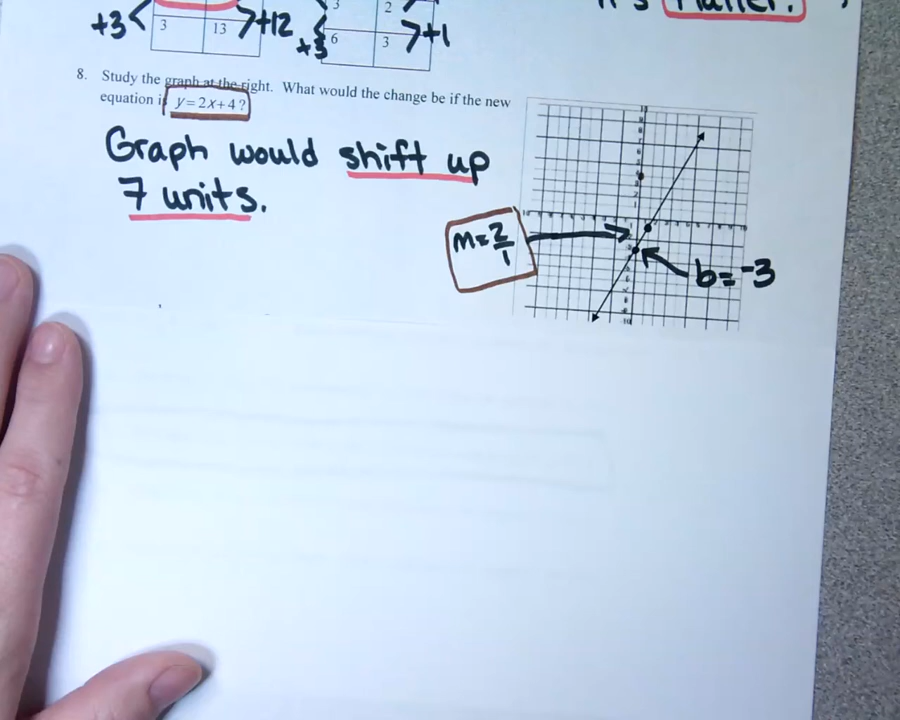 it's flatter.
3
2
+3 < 3 13 > +12
+3 6 3 > +1
8. Study the graph at the right. What would the change be if the new
equation is y=2x+4?
Graph would shift up
7 units.
m=2/1
b=-3